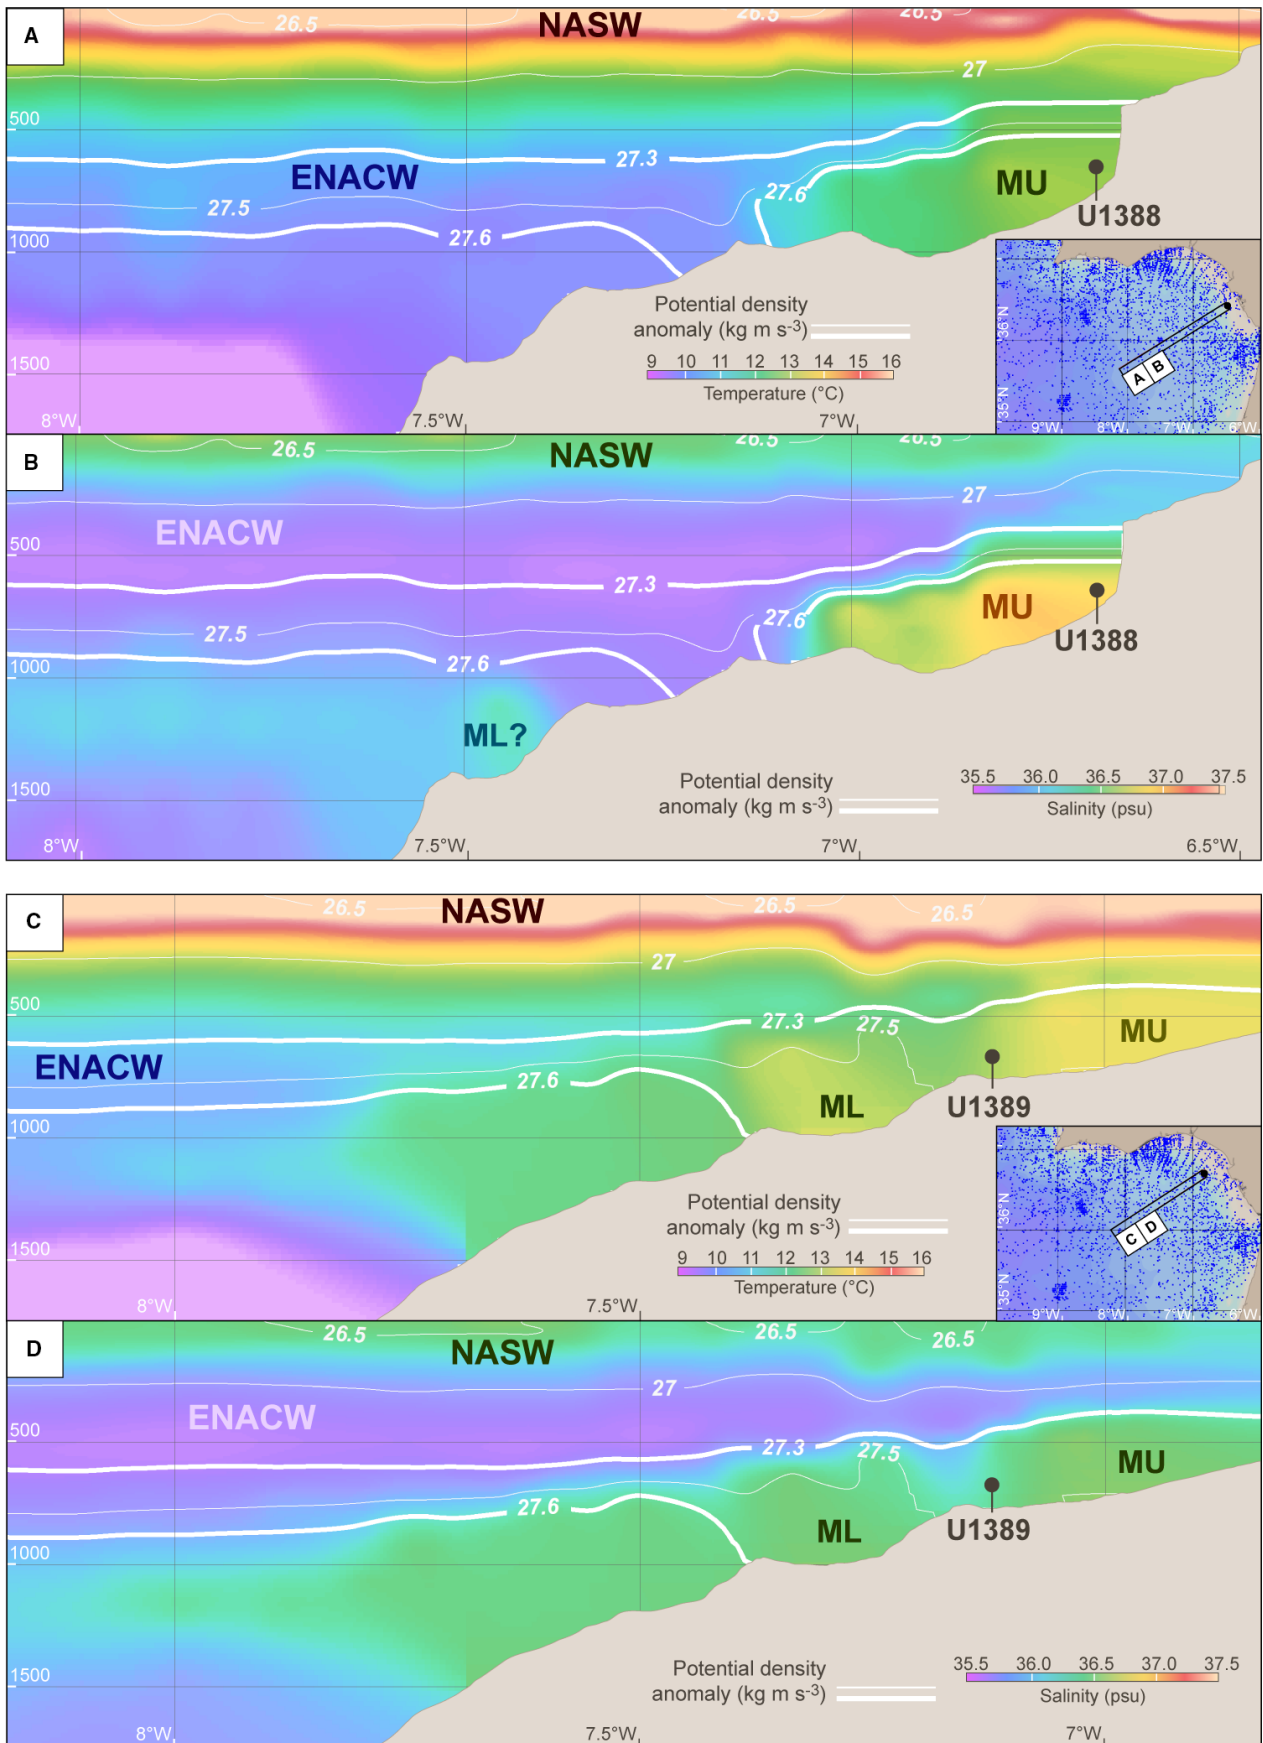 A
26.5
NASW
26.5
26.5
27
500
27.3
ENACW
27.5
27.6
27.6
MU
U1388
1000
Potential density
anomaly (kg m s-3)
9 10 11 12 13 14 15 16
Temperature (°C)
1500
8°W
7.5°W
7°W
36°N
35°N
A
B
9°W
8°W
7°W
6°W
B
26.5
NASW
26.5
26.5
27
ENACW
500
27.3
27.5
27.6
27.6
MU
U1388
1000
ML?
Potential density
anomaly (kg m s-3)
35.5 36.0 36.5 37.0 37.5
Salinity (psu)
1500
8°W
7.5°W
7°W
6.5°W
C
26.5
NASW
26.5
26.5
27
500
27.3
27.5
MU
ENACW
27.6
ML
U1389
1000
Potential density
anomaly (kg m s-3)
9 10 11 12 13 14 15 16
Temperature (°C)
1500
8°W
7.5°W
36°N
35°N
C
D
9°W
8°W
7°W
6°W
D
26.5
NASW
26.5
26.5
27
ENACW
500
27.3
27.5
MU
27.6
ML
U1389
1000
Potential density
anomaly (kg m s-3)
35.5 36.0 36.5 37.0 37.5
Salinity (psu)
1500
8°W
7.5°W
7°W